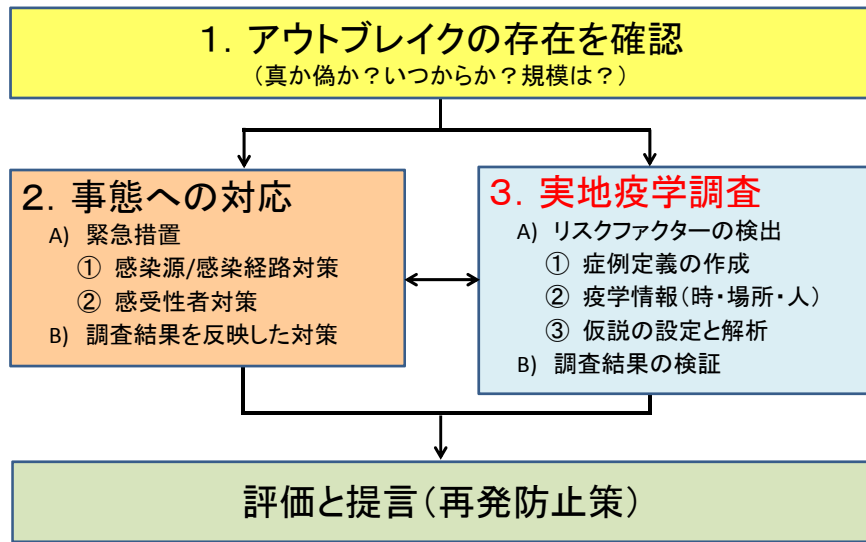 １．アウトブレイクの存在を確認
（真か偽か？いつからか？規模は？）
２．事態への対応
A) 緊急措置
① 感染源/感染経路対策
② 感受性者対策
B) 調査結果を反映した対策
３．実地疫学調査
A) リスクファクターの検出
① 症例定義の作成
② 疫学情報（時・場所・人）
③ 仮説の設定と解析
B) 調査結果の検証
評価と提言（再発防止策）